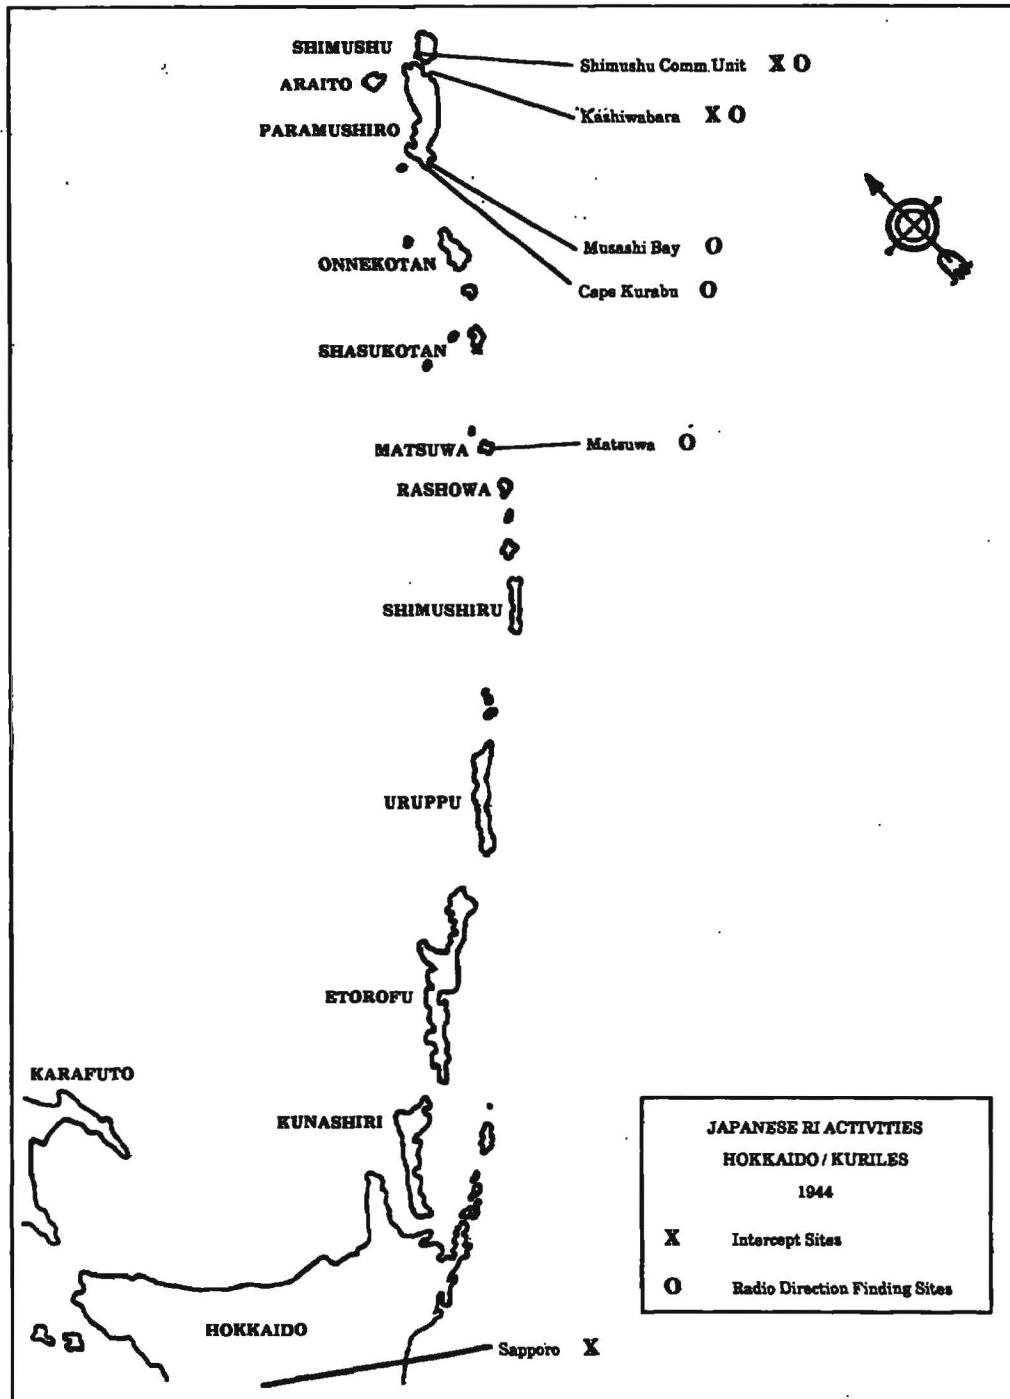 SHIMUSHU
Shimushu Comm. Unit X O
ARAITO
Kashiwabara X O
PARAMUSHIRO
Musashi Bay O
ONNEKOTAN
Cape Kurabu O
SHASUKOTAN
MATSUWA
Matsuwa O
RASHOWA
SHIMUSHIRU
URUPPU
ETOROFU
KARAFUTO
KUNASHIRI
JAPANESE RI ACTIVITIES
HOKKAIDO / KURILES
1944
X Intercept Sites
O Radio Direction Finding Sites
HOKKAIDO
Sapporo X